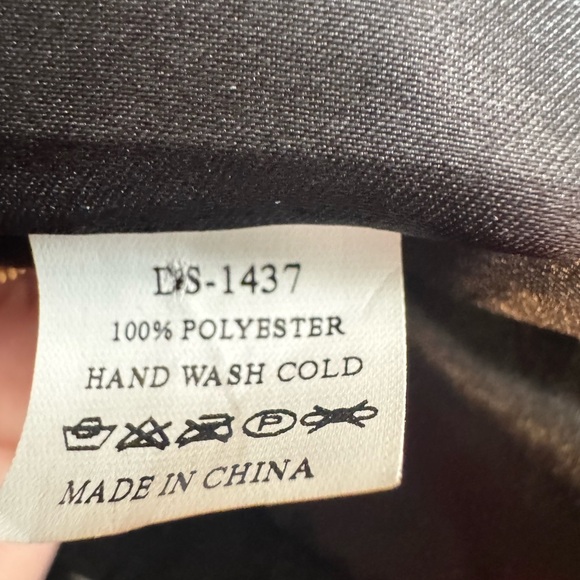 DS-1437
100% POLYESTER
HAND WASH COLD
P
MADE IN CHINA